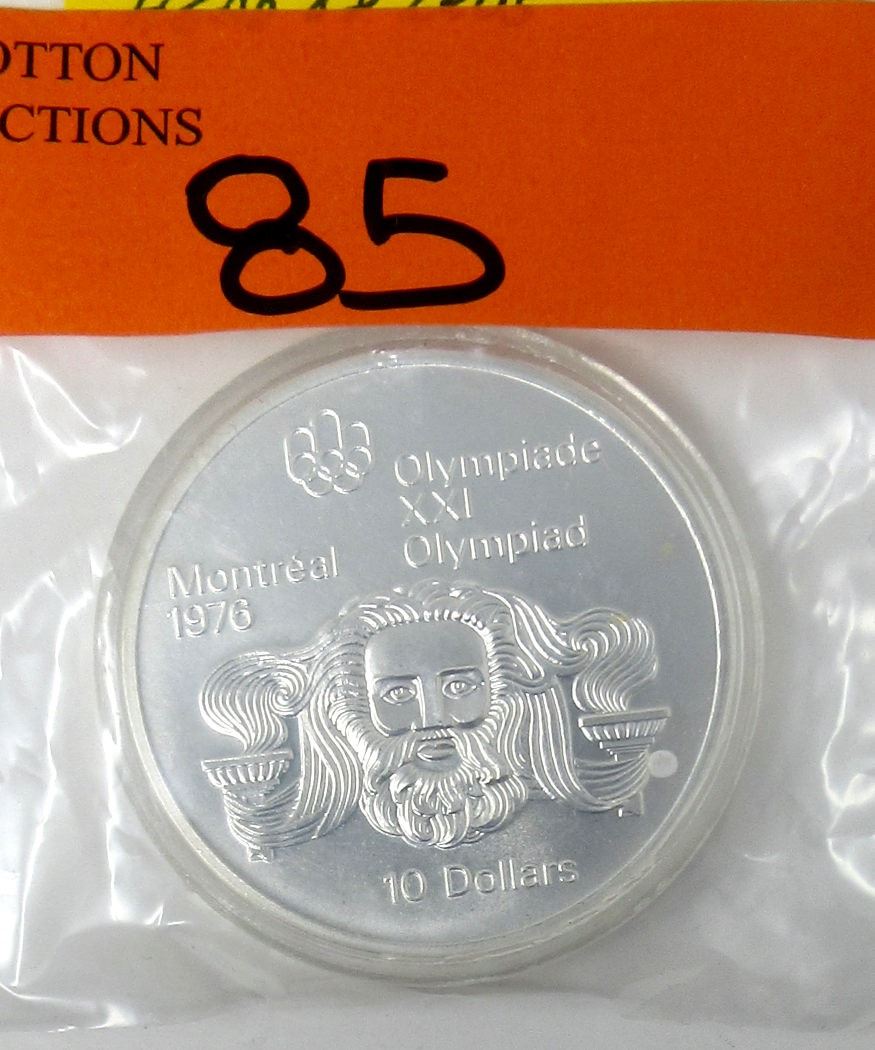 OTTON
CTIONS
85
Olympiade
XXI
Olympiad
Montréal
1976
10 Dollars